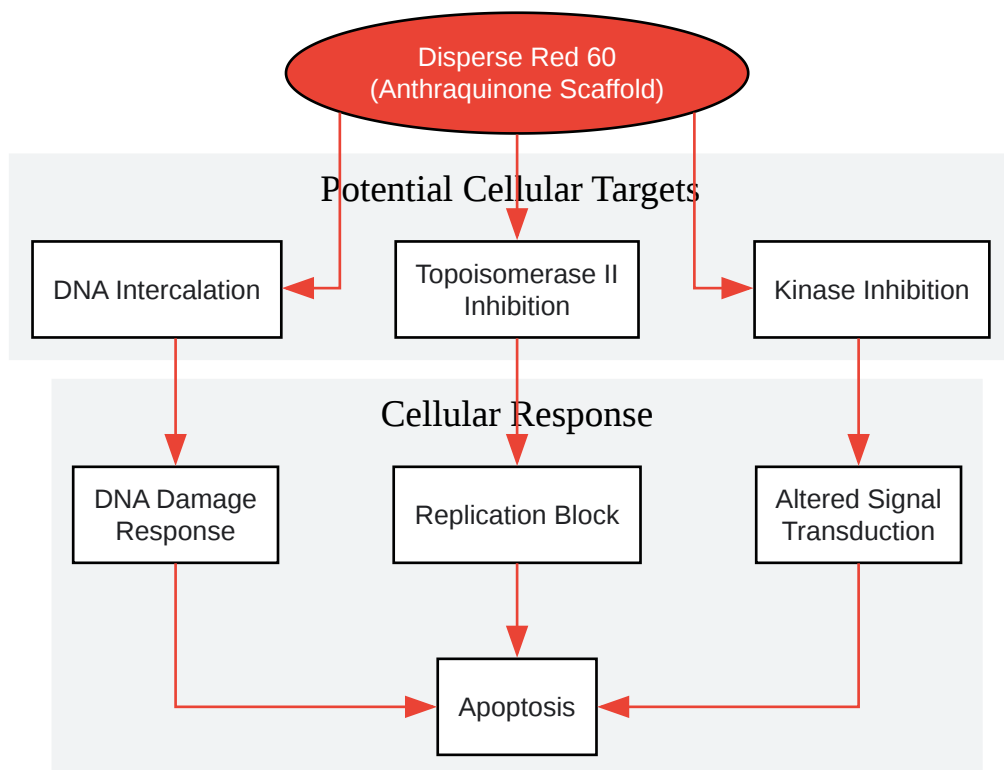 Disperse Red 60
(Anthraquinone Scaffold)
Potential Cellular Targets
DNA Intercalation
Topoisomerase II
Inhibition
Kinase Inhibition
Cellular Response
DNA Damage
Response
Replication Block
Altered Signal
Transduction
Apoptosis